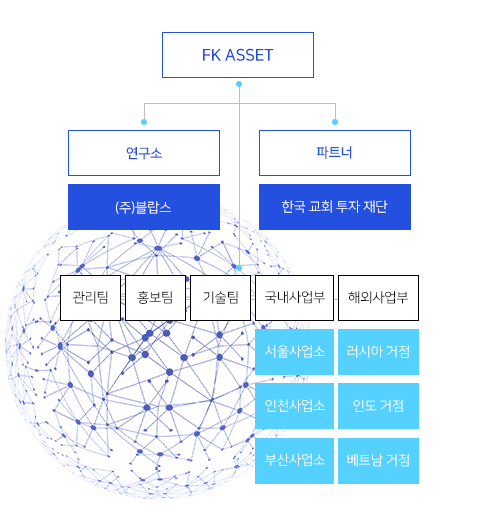 FK ASSET
연구소
파트너
(주)블랍스
한국 교회 투자 재단
관리팀
홍보팀
기술팀
국내사업부
해외사업부
서울사업소
러시아 거점
인천사업소
인도 거점
부산사업소
베트남 거점